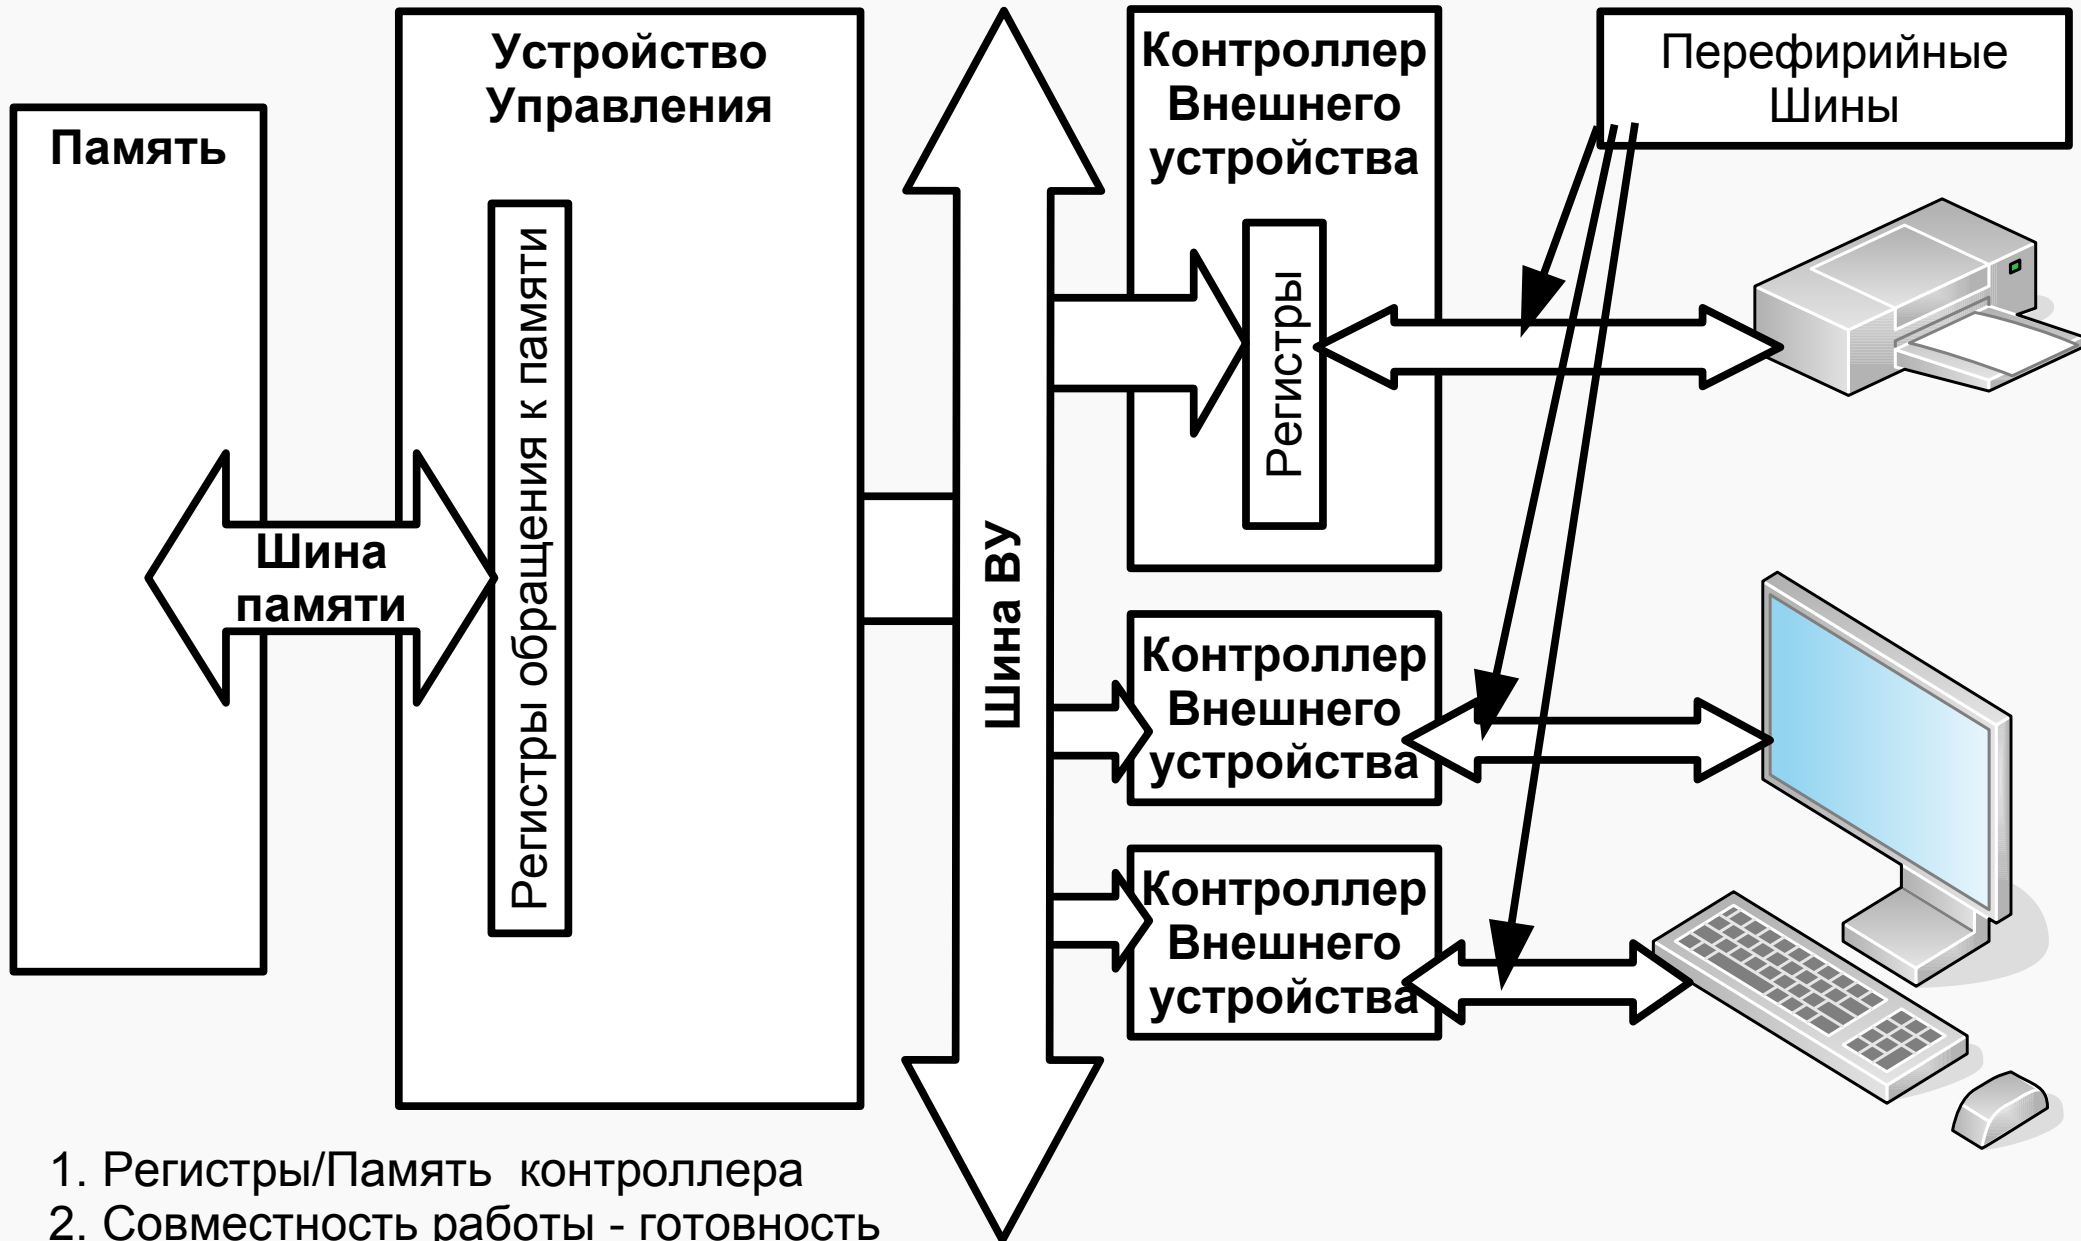 Память
Устройство
Управления
Регистры обращения к памяти
Шина
памяти
Шина ВУ
Контроллер
Внешнего
устройства
Регистры
Контроллер
Внешнего
устройства
Контроллер
Внешнего
устройства
Перефирийные
Шины
1. Регистры/Память контроллера
2. Совместность работы - готовность